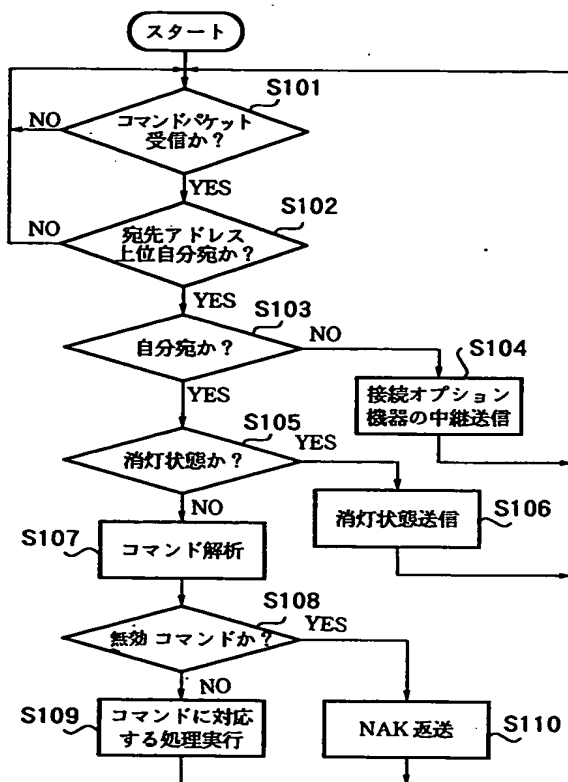 スタート
S101
コマンドパケット
受信か?
NO
YES
S102
宛先アドレス
上位自分宛か?
NO
YES
S103
自分宛か?
NO
YES
S104
接続オプション
機器の中継送信
S105
消灯状態か?
YES
NO
消灯状態送信
S106
S107
コマンド解析
S108
無効コマンドか?
YES
NO
S109
コマンドに対応
する処理実行
NAK返送
S110